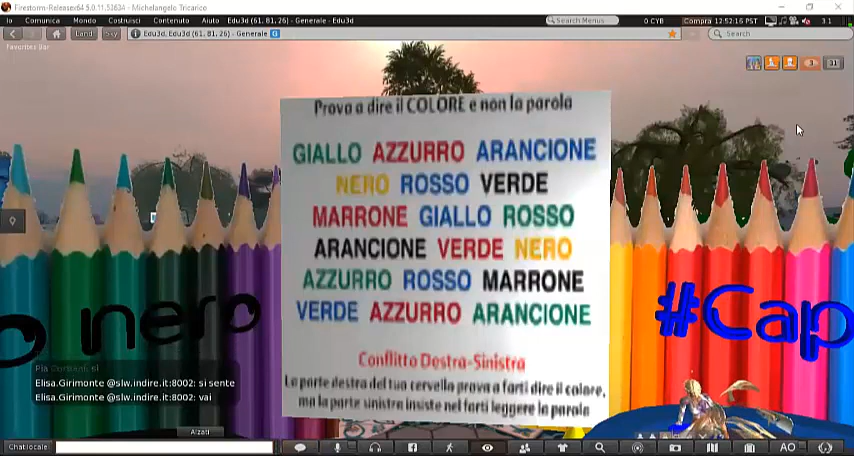 Firestorm-Releasex64 5.0.11.53634 - Michelangelo Tricarico
Comunica Mondo Costruisci Contenuto Aiuto Edu3d (61, 81, 26) - Generale - Edu3d
Search Menus
0 CYB
Compra 12:52:16 PST
3.1
Land
Sky
Edu3d, Edu3d (61, 81, 26) - Generale G
Search
Favorites Bar
31
Prova a dire il COLORE e non la parola
GIALLO AZZURRO ARANCIONE
NERO ROSSO VERDE
MARRONE GIALLO ROSSO
ARANCIONE VERDE NERO
AZZURRO ROSSO MARRONE
VERDE AZZURRO ARANCIONE
Conflitto Destra-Sinistra
La parte destra del tuo cervello prova a farti dire il colore,
ma la parte sinistra insiste nel farti leggere la parola
o nero
#Cap
Elisa.Girimonte @slw.indire.it:8002: si sente
Elisa.Girimonte @slw.indire.it:8002: vai
Alzati
Chat locale
AO